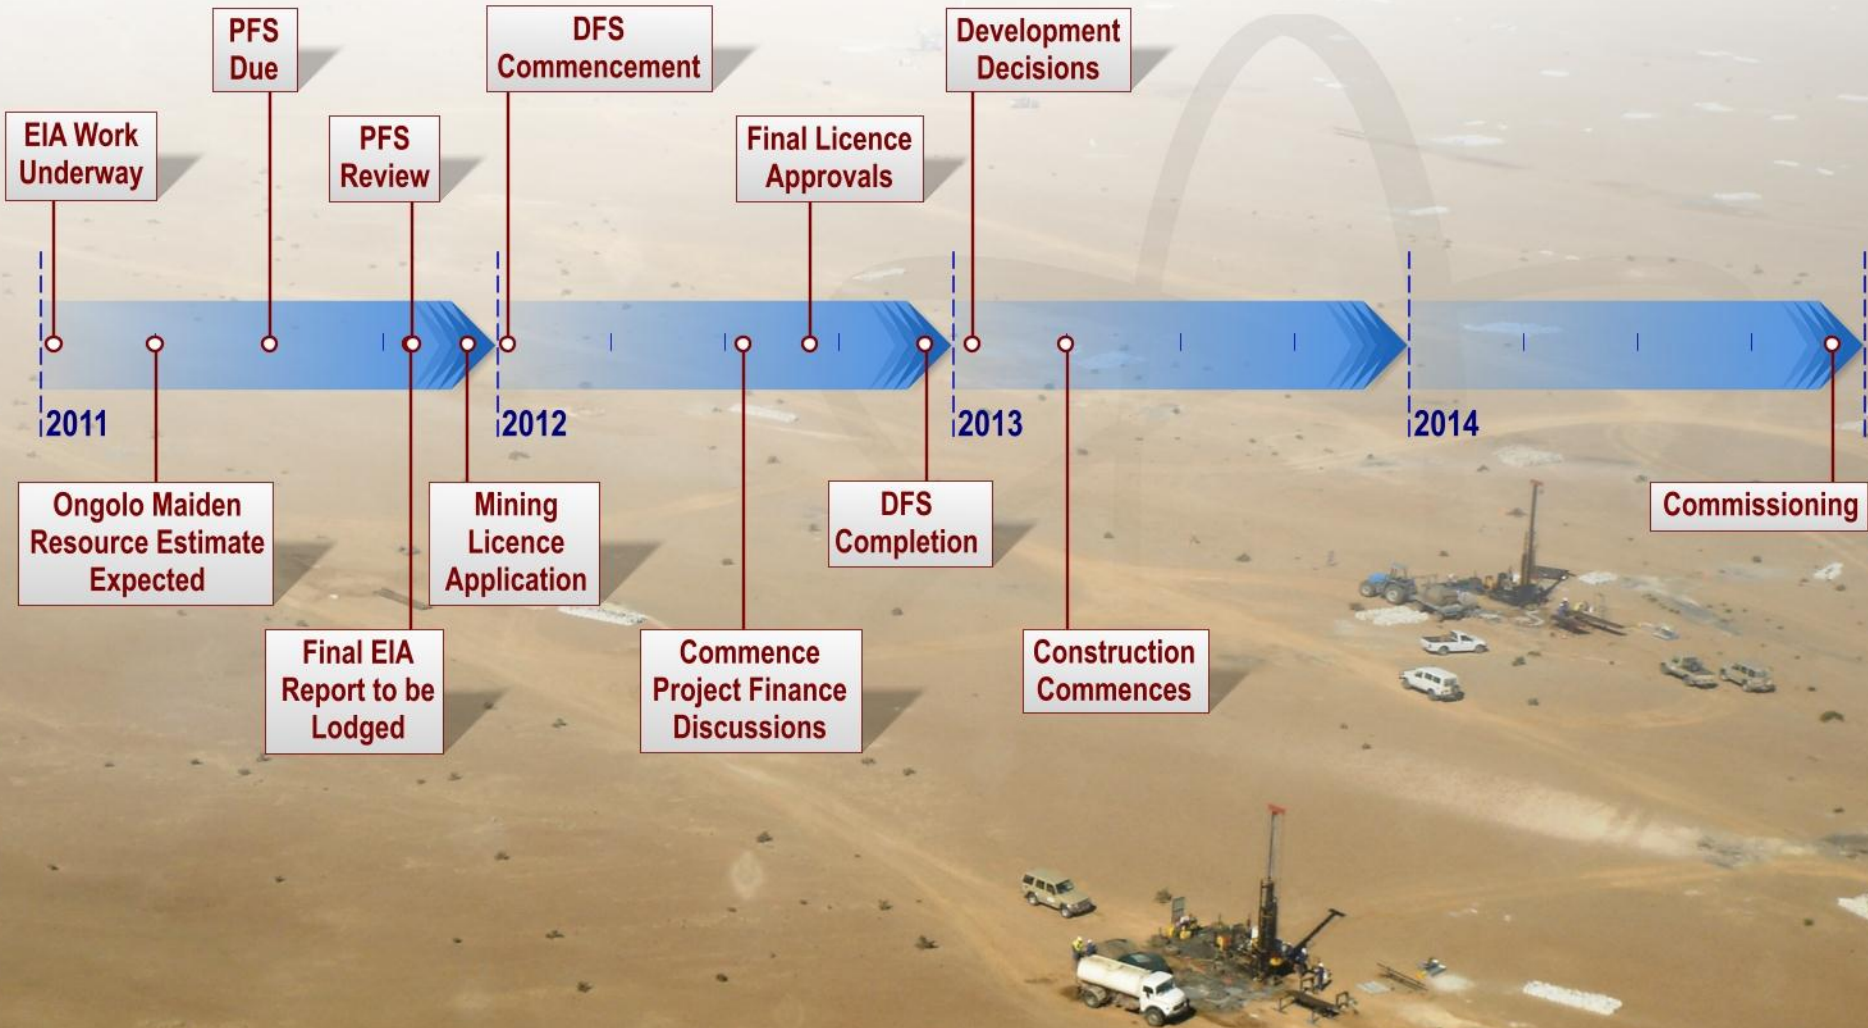 PFS
Due
DFS
Commencement
Development
Decisions
EIA Work
Underway
PFS
Review
Final Licence
Approvals
2011
2012
2013
2014
Ongolo Maiden
Resource Estimate
Expected
Mining
Licence
Application
DFS
Completion
Commissioning
Final EIA
Report to be
Lodged
Commence
Project Finance
Discussions
Construction
Commences